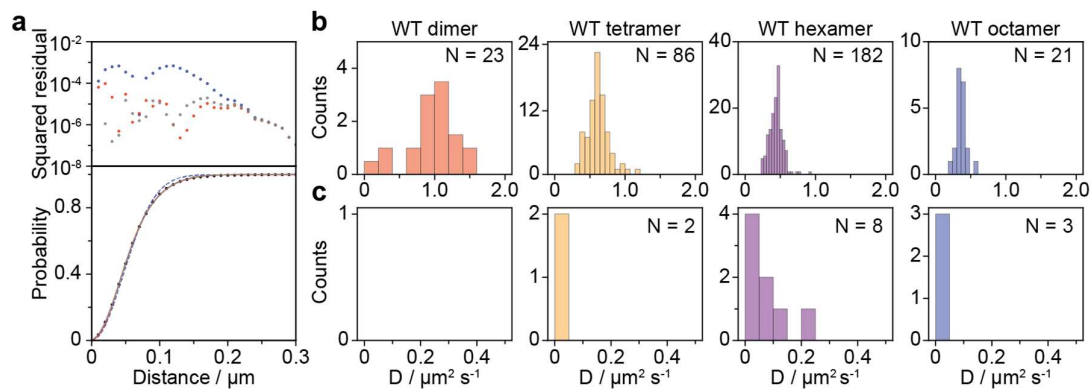 a
Squared residual
10⁻²
10⁻⁴
10⁻⁶
10⁻⁸
Probability
0.8
0.4
0
0
0.1
0.2
0.3
Distance / μm
b
WT dimer
WT tetramer
WT hexamer
WT octamer
N = 23
N = 86
N = 182
N = 21
Counts
4
2
0
24
12
0
40
20
0
10
5
0
0
1.0
2.0
0
1.0
2.0
0
1.0
2.0
0
1.0
2.0
c
N = 2
N = 8
N = 3
Counts
1
0
2
1
0
4
2
0
3
2
1
0
0
0.2
0.4
0
0.2
0.4
0
0.2
0.4
0
0.2
0.4
D / μm² s⁻¹
D / μm² s⁻¹
D / μm² s⁻¹
D / μm² s⁻¹